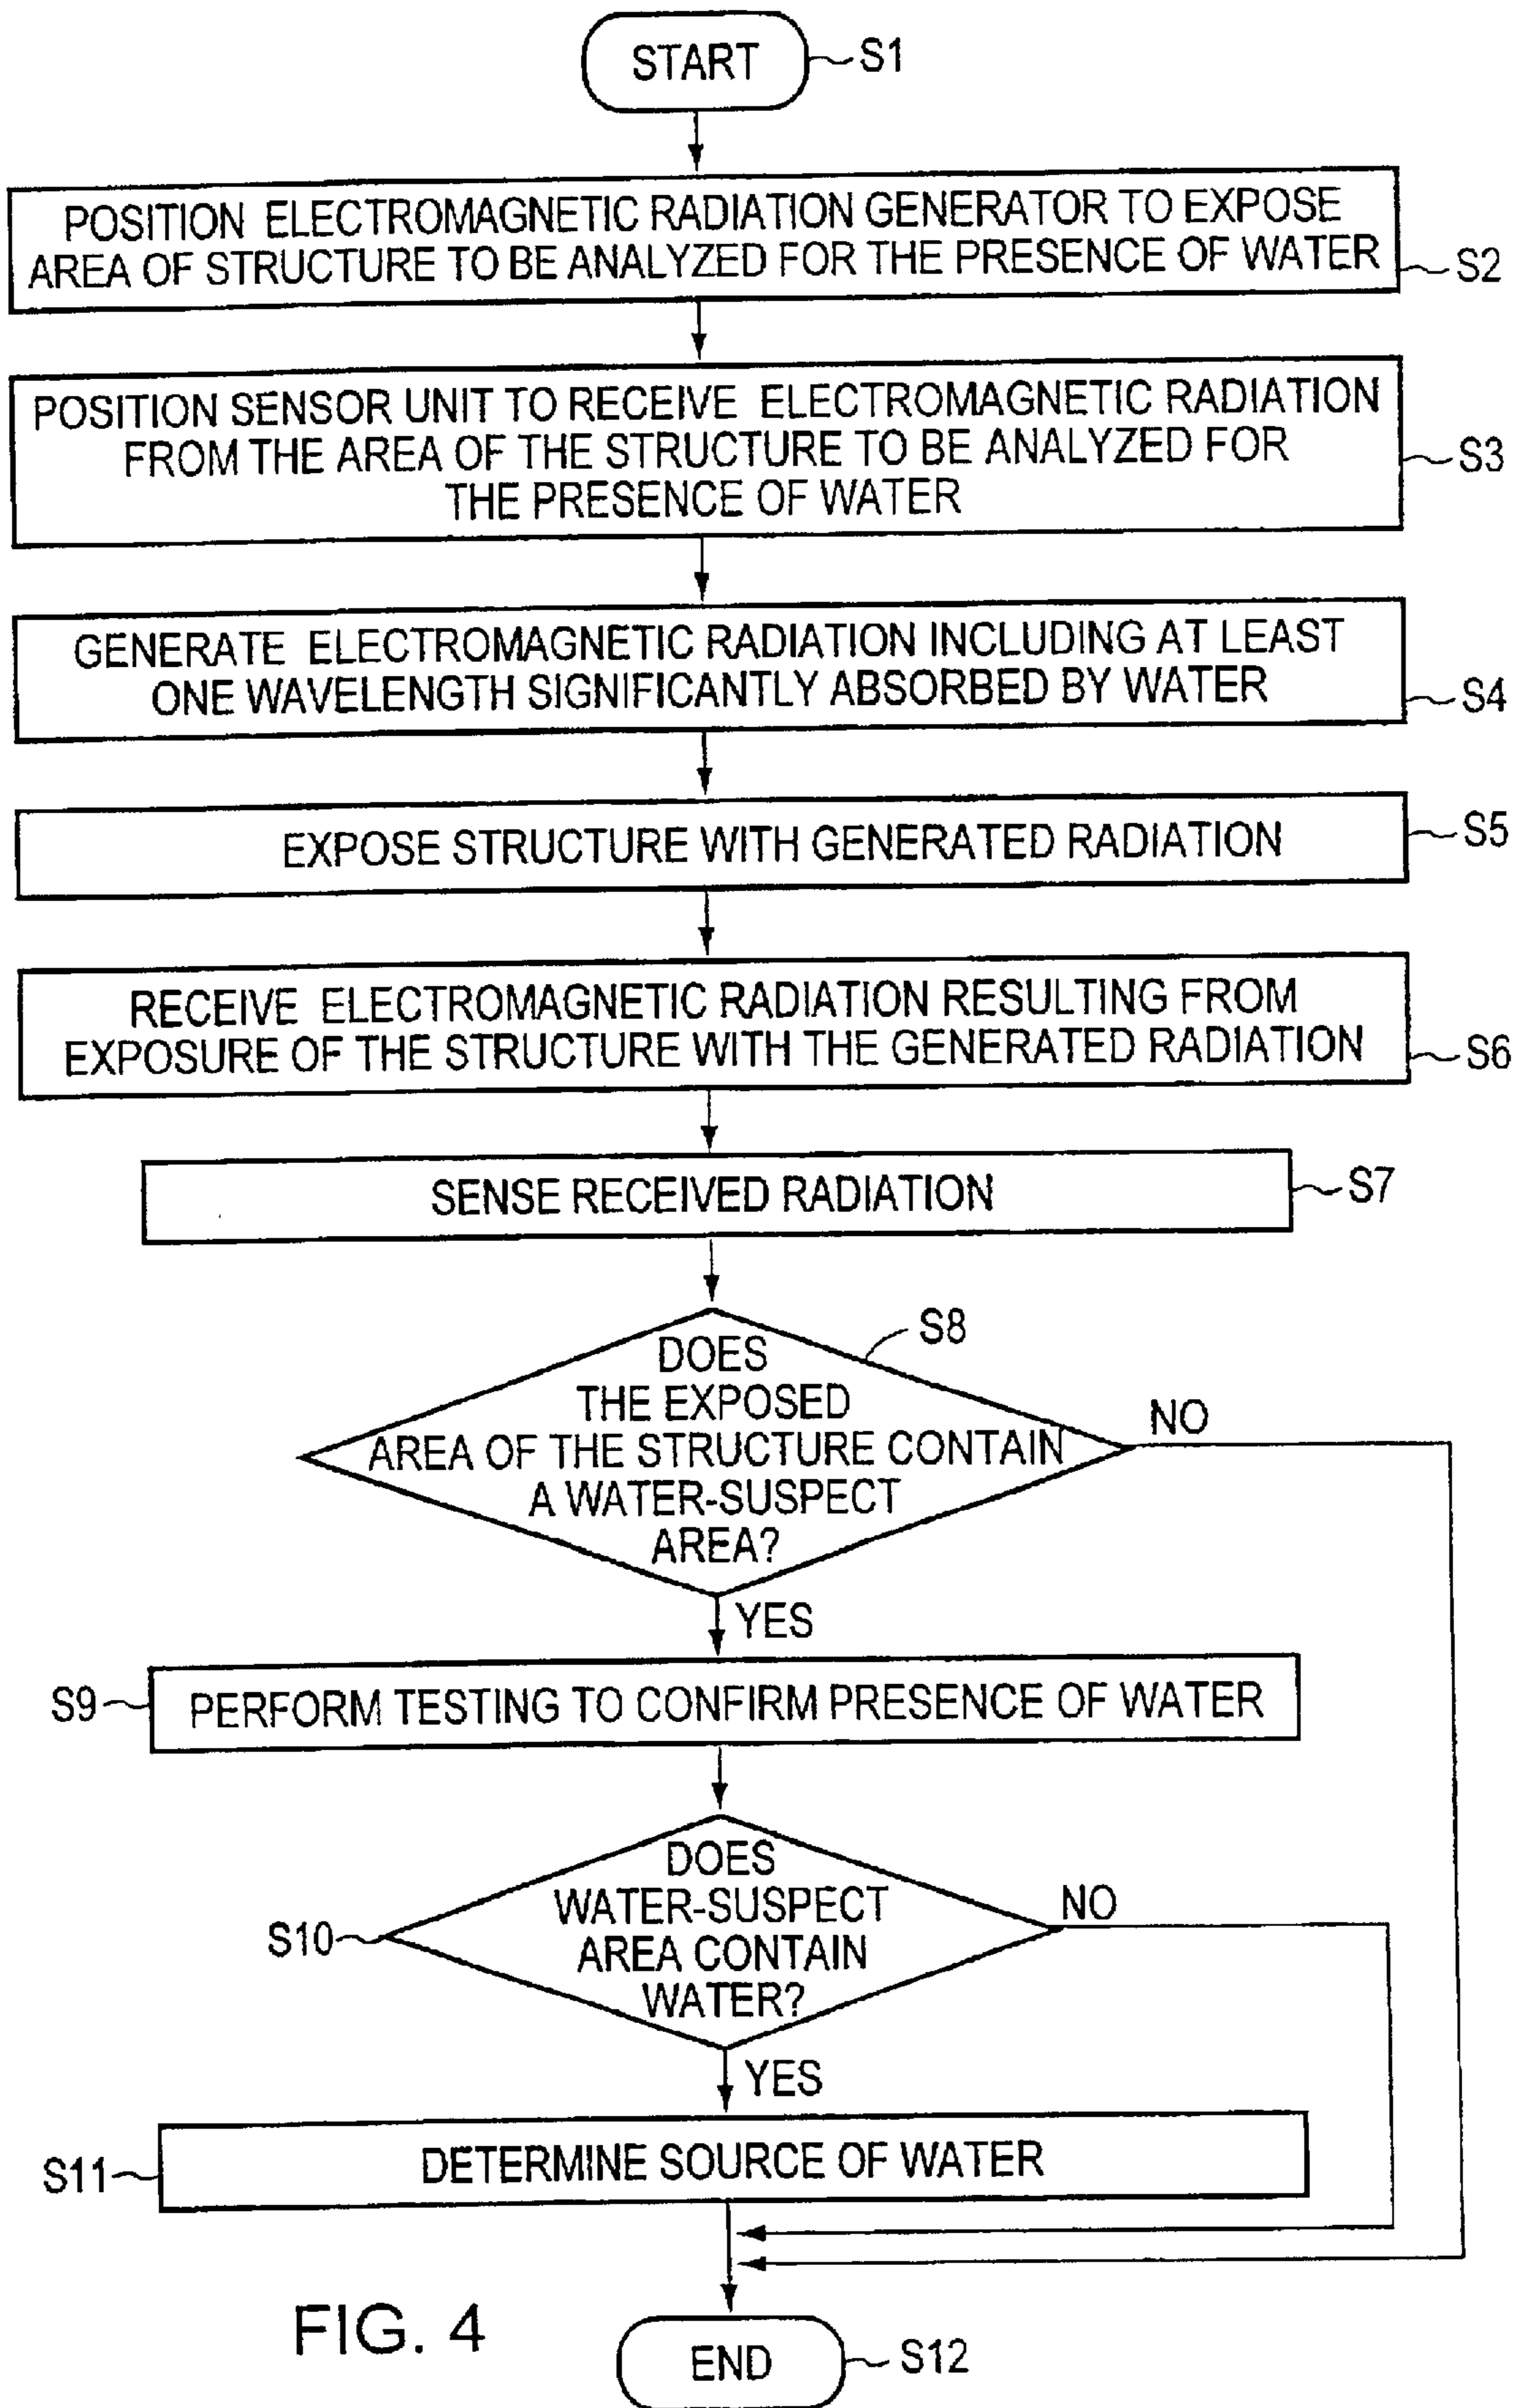 START
S1
POSITION ELECTROMAGNETIC RADIATION GENERATOR TO EXPOSE
AREA OF STRUCTURE TO BE ANALYZED FOR THE PRESENCE OF WATER
S2
POSITION SENSOR UNIT TO RECEIVE ELECTROMAGNETIC RADIATION
FROM THE AREA OF THE STRUCTURE TO BE ANALYZED FOR
THE PRESENCE OF WATER
S3
GENERATE ELECTROMAGNETIC RADIATION INCLUDING AT LEAST
ONE WAVELENGTH SIGNIFICANTLY ABSORBED BY WATER
S4
EXPOSE STRUCTURE WITH GENERATED RADIATION
S5
RECEIVE ELECTROMAGNETIC RADIATION RESULTING FROM
EXPOSURE OF THE STRUCTURE WITH THE GENERATED RADIATION
S6
SENSE RECEIVED RADIATION
S7
S8
DOES
THE EXPOSED
AREA OF THE STRUCTURE CONTAIN
A WATER-SUSPECT
AREA?
NO
YES
S9
PERFORM TESTING TO CONFIRM PRESENCE OF WATER
S10
DOES
WATER-SUSPECT
AREA CONTAIN
WATER?
NO
YES
S11
DETERMINE SOURCE OF WATER
FIG. 4
END
S12